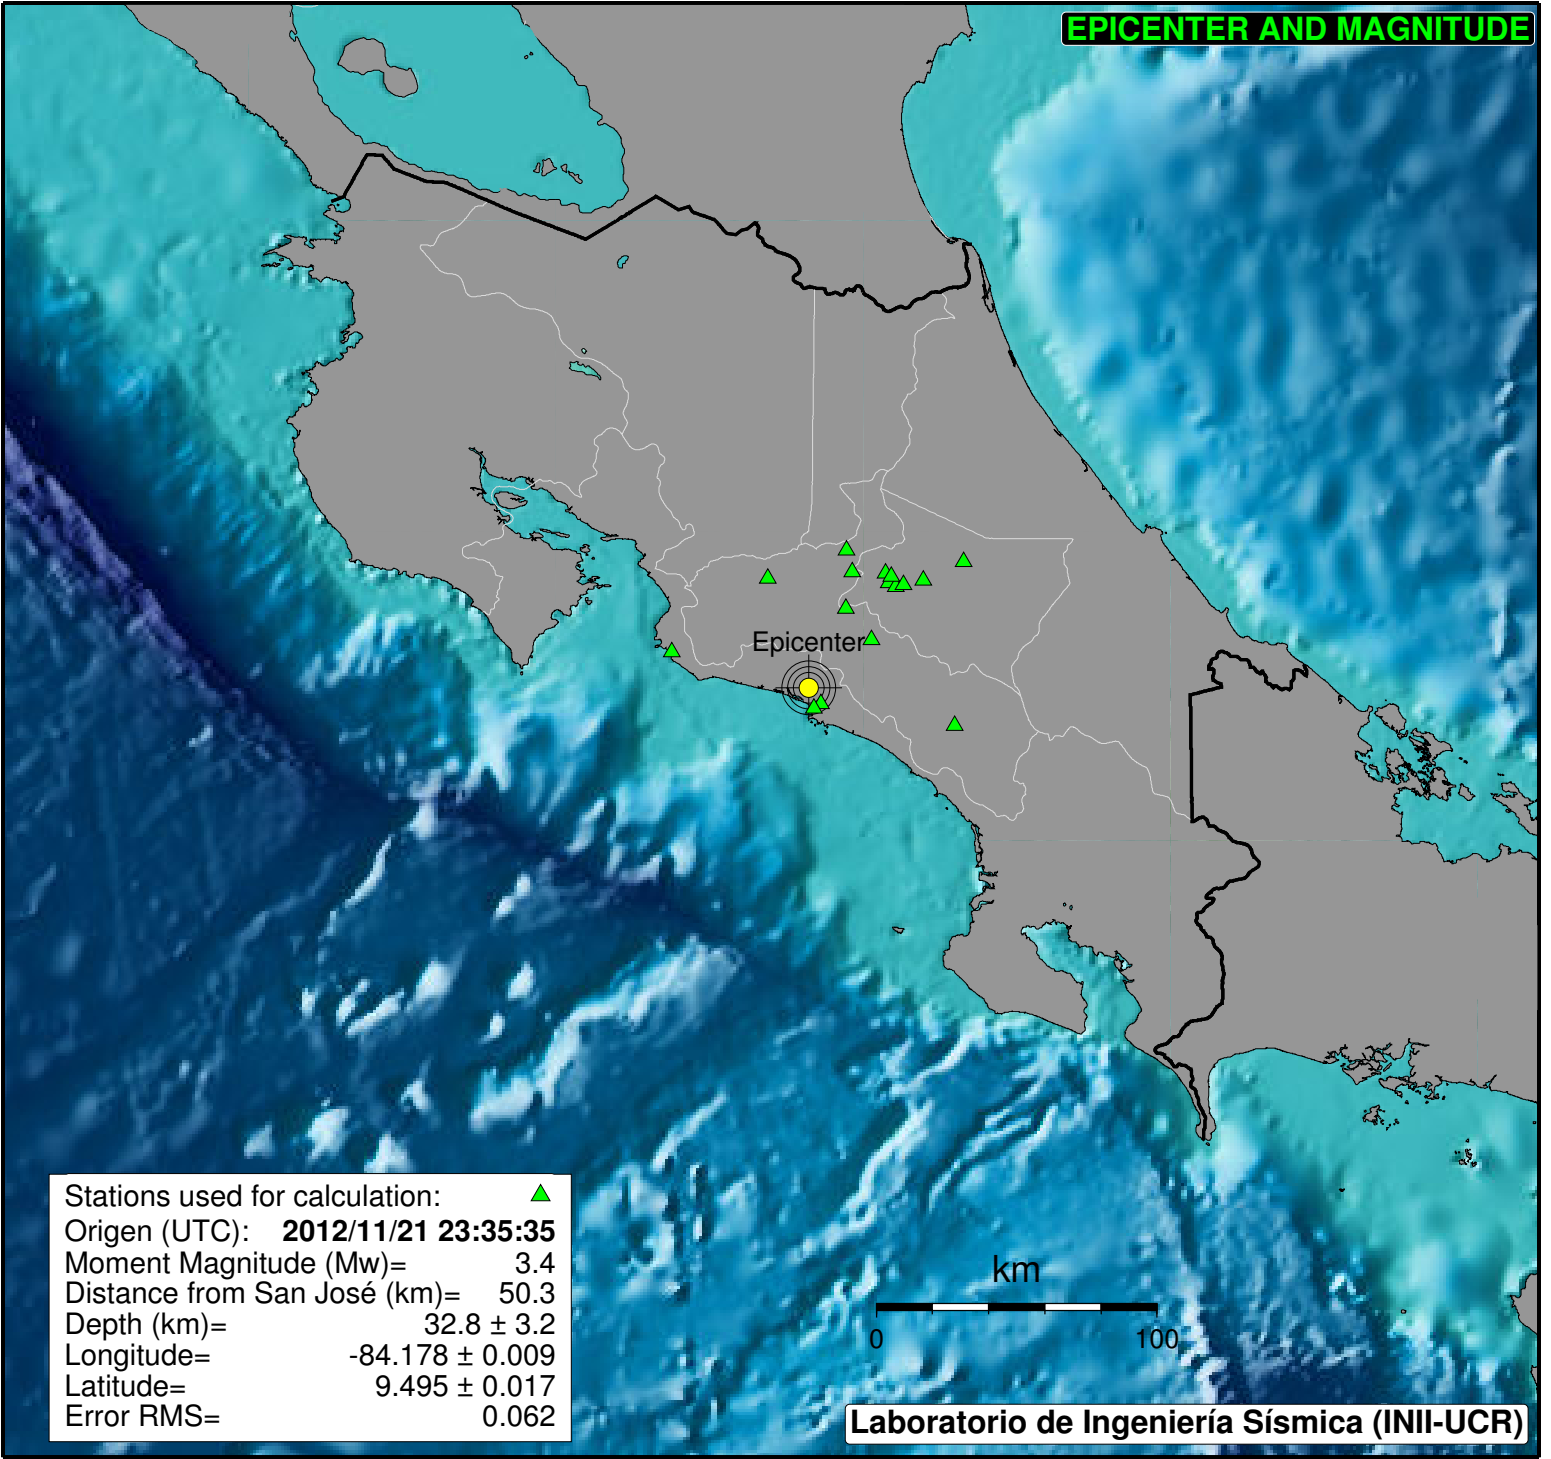 EPICENTER AND MAGNITUDE
Epicenter
Stations used for calculation:
Origen (UTC): 2012/11/21 23:35:35
Moment Magnitude (Mw)= 3.4
Distance from San José (km)= 50.3
Depth (km)= 32.8 ± 3.2
Longitude= -84.178 ± 0.009
Latitude= 9.495 ± 0.017
Error RMS= 0.062
km
0 100
Laboratorio de Ingeniería Sísmica (INII-UCR)